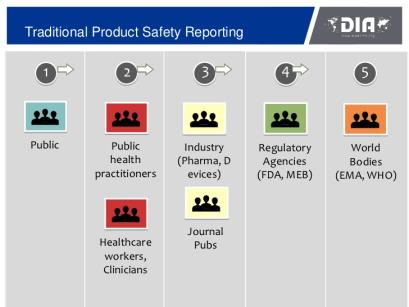 Traditional Product Safety Reporting
DIA
1
2
3
4
5
Public
Public
health
practitioners
Healthcare
workers,
Clinicians
Industry
(Pharma, D
evices)
Journal
Pubs
Regulatory
Agencies
(FDA, MEB)
World
Bodies
(EMA, WHO)